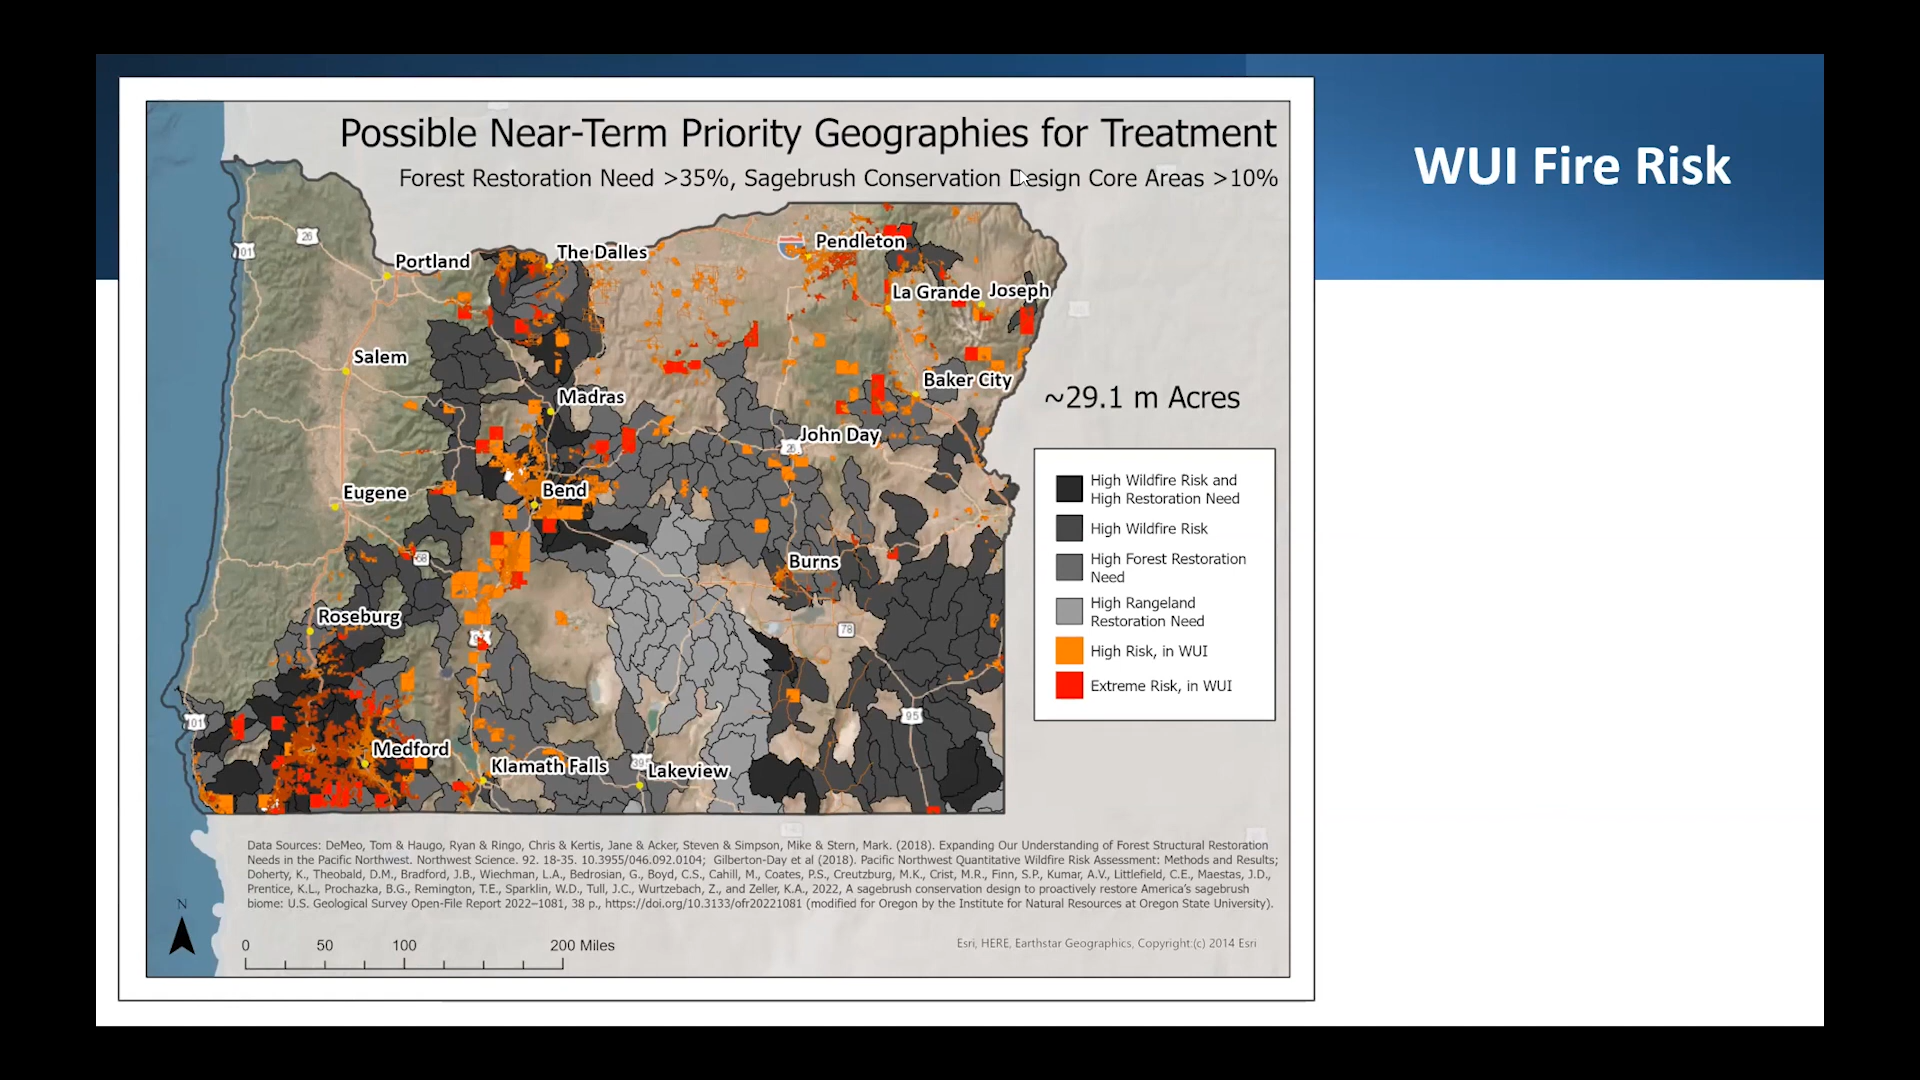 Possible Near-Term Priority Geographies for Treatment
Forest Restoration Need >35%, Sagebrush Conservation Design Core Areas >10%
WUI Fire Risk
26
101
Portland
The Dalles
Pendleton
La Grande
Joseph
Salem
Madras
Baker City
~29.1 m Acres
John Day
26
Eugene
Bend
58
Burns
Roseburg
97
78
101
95
Medford
Klamath Falls
395
Lakeview
High Wildfire Risk and
High Restoration Need
High Wildfire Risk
High Forest Restoration
Need
High Rangeland
Restoration Need
High Risk, in WUI
Extreme Risk, in WUI
Data Sources: DeMeo, Tom & Haugo, Ryan & Ringo, Chris & Kertis, Jane & Acker, Steven & Simpson, Mike & Stern, Mark. (2018). Expanding Our Understanding of Forest Structural Restoration
Needs in the Pacific Northwest. Northwest Science. 92. 18-35. 10.3955/046.092.0104; Gilberton-Day et al (2018). Pacific Northwest Quantitative Wildfire Risk Assessment: Methods and Results;
Doherty, K., Theobald, D.M., Bradford, J.B., Wiechman, L.A., Bedrosian, G., Boyd, C.S., Cahill, M., Coates, P.S., Creutzburg, M.K., Crist, M.R., Finn, S.P., Kumar, A.V., Littlefield, C.E., Maestas, J.D.,
Prentice, K.L., Prochazka, B.G., Remington, T.E., Sparklin, W.D., Tull, J.C., Wurtzebach, Z., and Zeller, K.A., 2022, A sagebrush conservation design to proactively restore America's sagebrush
biome: U.S. Geological Survey Open-File Report 2022–1081, 38 p., https://doi.org/10.3133/ofr20221081 (modified for Oregon by the Institute for Natural Resources at Oregon State University).
N
0 50 100 200 Miles
Esri, HERE, Earthstar Geographics, Copyright:(c) 2014 Esri